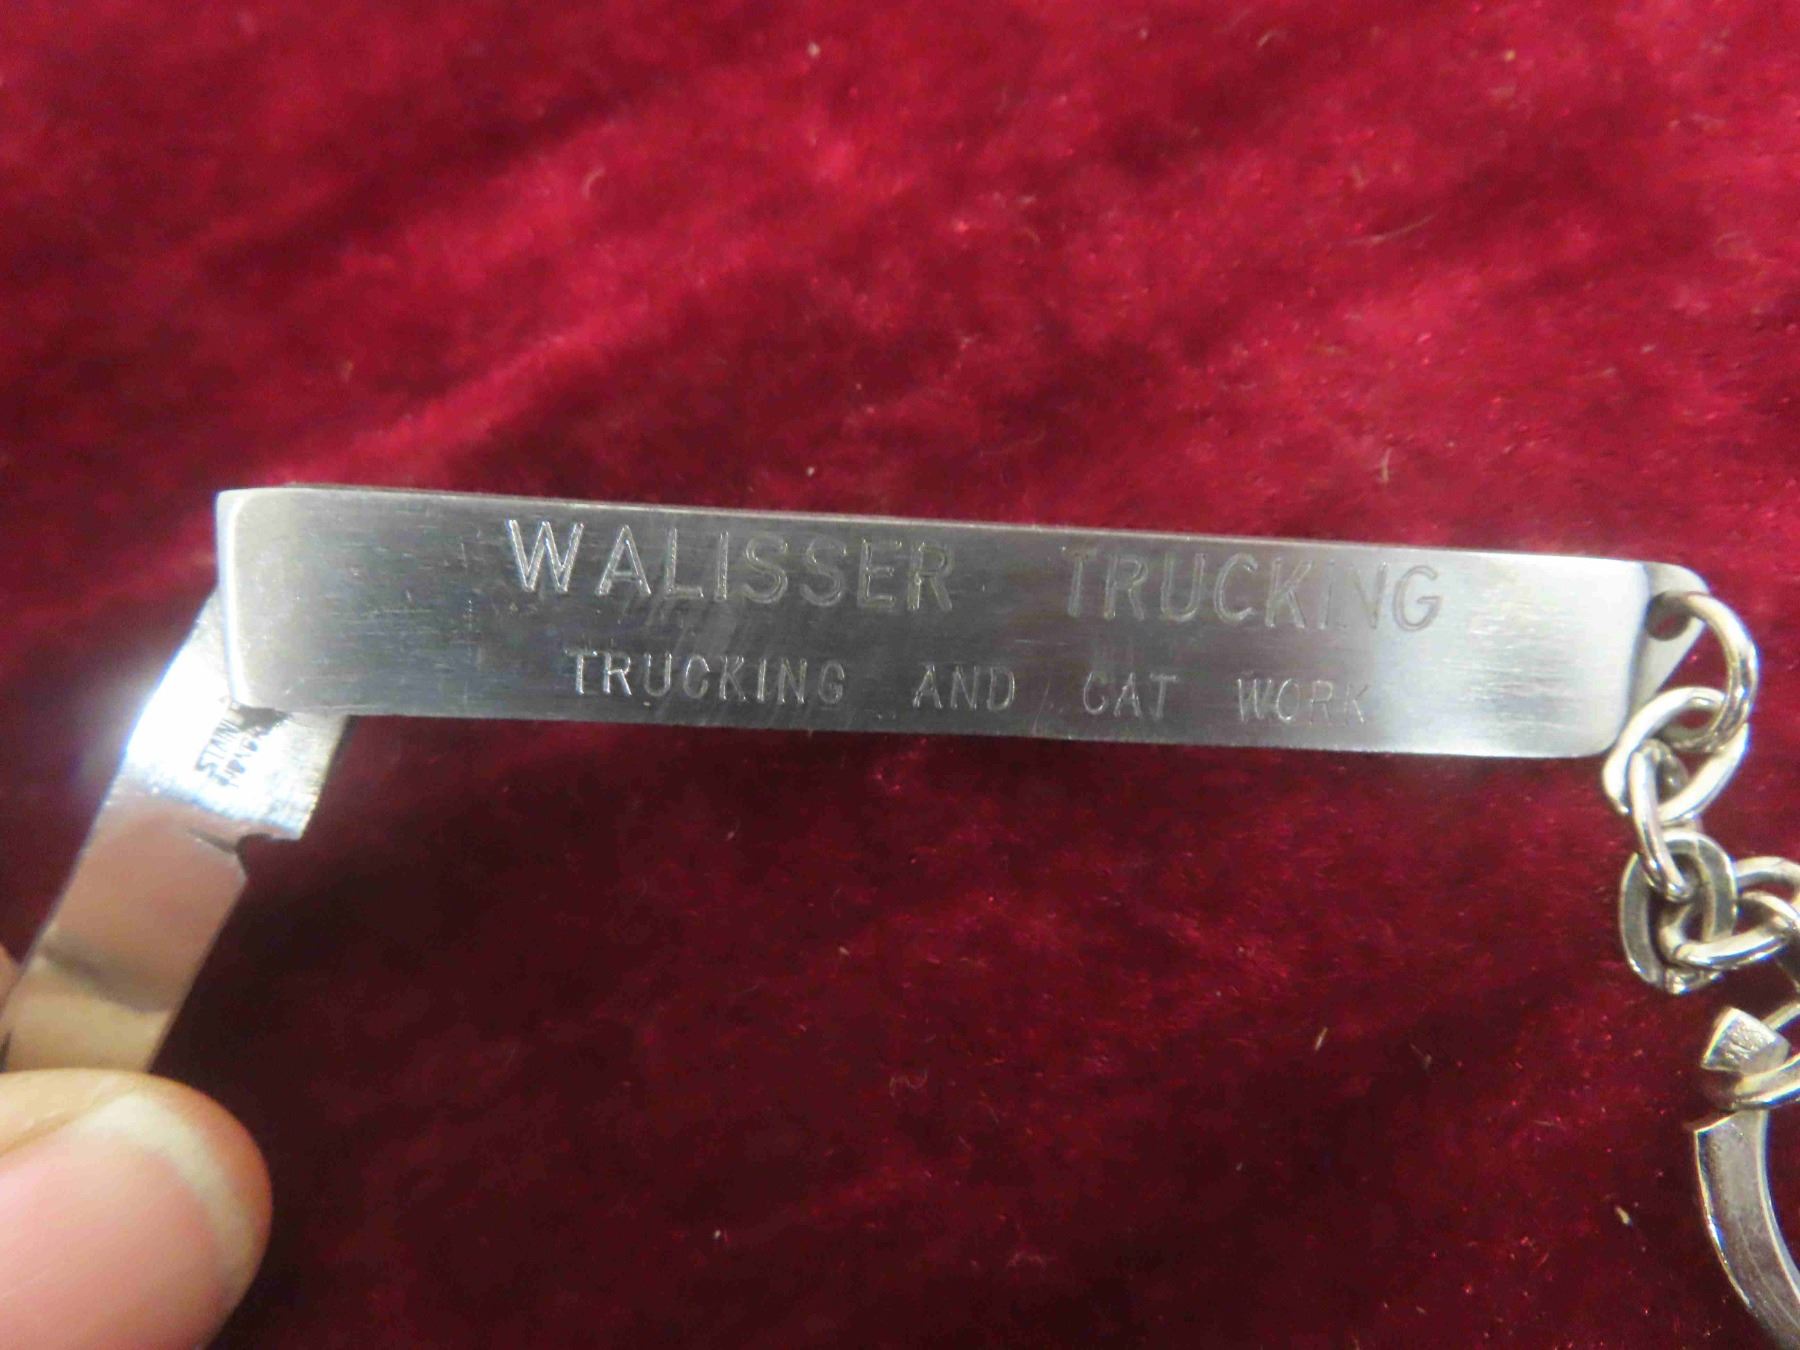 WALISSER TRUCKING
TRUCKING AND CAT WORK